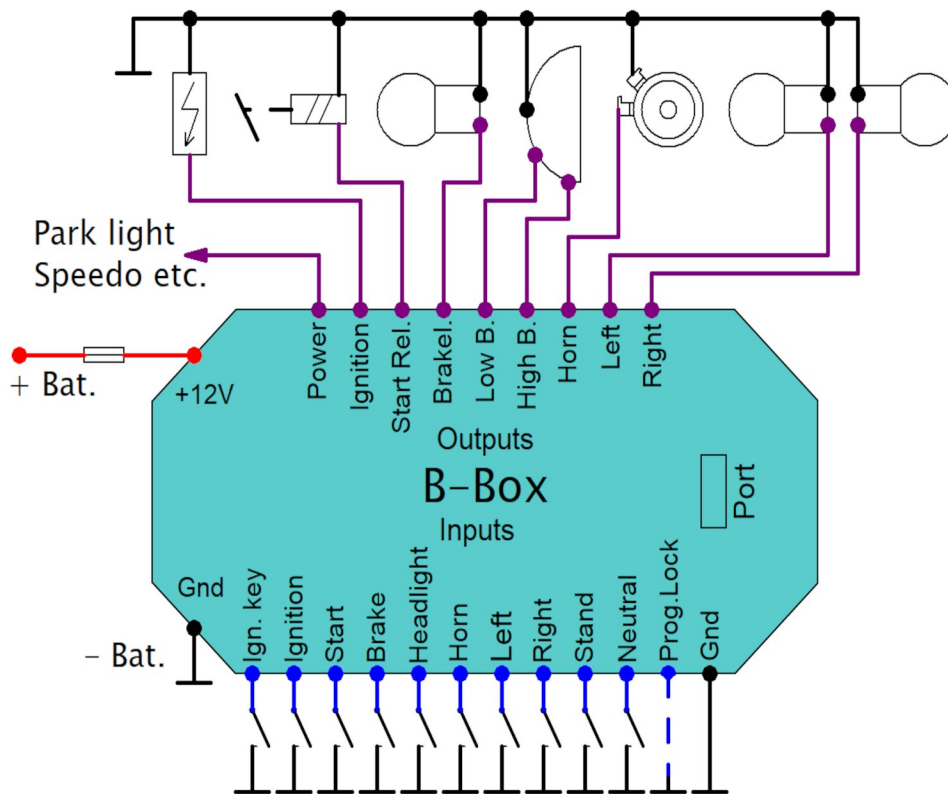 Park light
Speedo etc.
+ Bat.
+12V
Power
Ignition
Start Rel.
Brakel.
Low B.
High B.
Horn
Left
Right
Outputs
B-Box
Inputs
Port
Gnd
- Bat.
Ign. key
Ignition
Start
Brake
Headlight
Horn
Left
Right
Stand
Neutral
Prog.Lock
Gnd